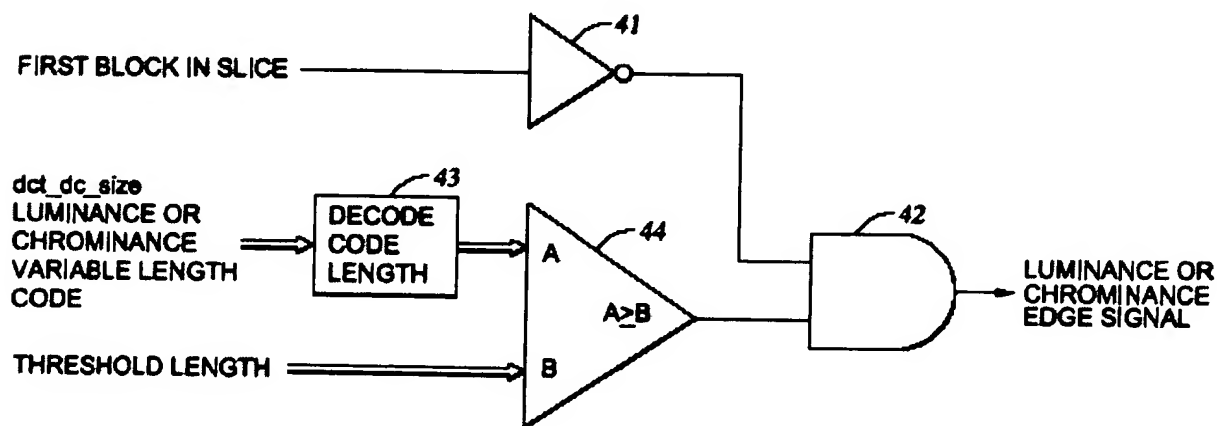 41
FIRST BLOCK IN SLICE
dct_dc_size
LUMINANCE OR
CHROMINANCE
VARIABLE LENGTH
CODE
43
DECODE
CODE
LENGTH
A
44
A≥B
B
THRESHOLD LENGTH
42
LUMINANCE OR
CHROMINANCE
EDGE SIGNAL